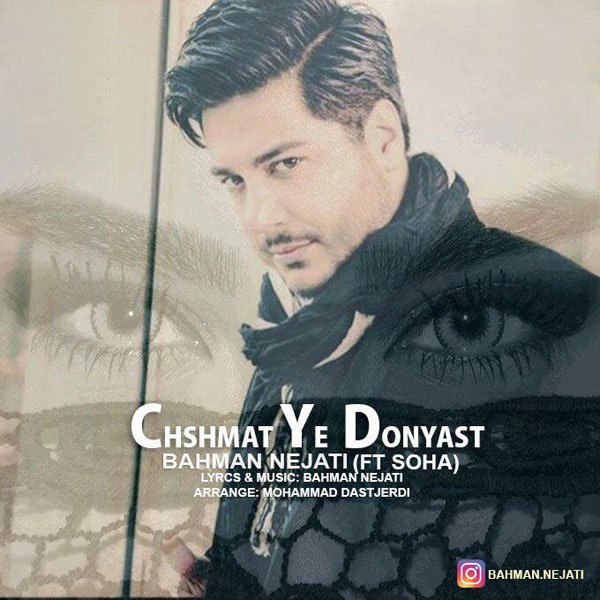 CHSHMAT YE DONYAST
BAHMAN NEJATI (FT SOHA)
LYRCS & MUSIC: BAHMAN NEJATI
ARRANGE: MOHAMMAD DASTJERDI
BAHMAN.NEJATI